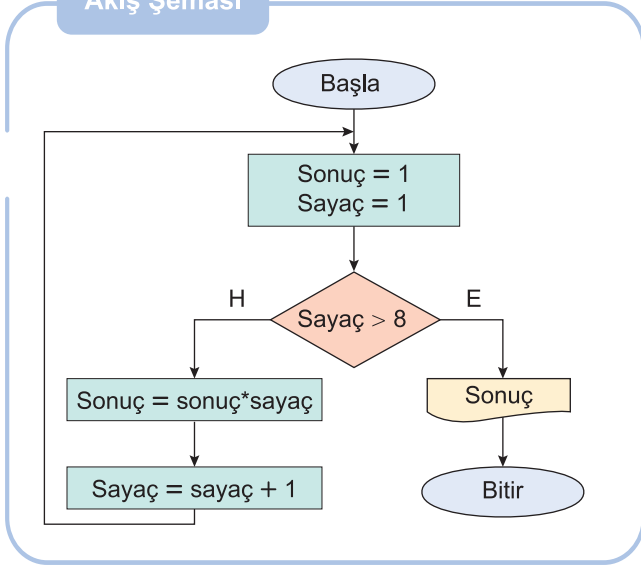 Akış Şeması
Başla
Sonuç = 1
Sayaç = 1
H
E
Sayaç > 8
Sonuç = sonuç*sayaç
Sonuç
Sayaç = sayaç + 1
Bitir